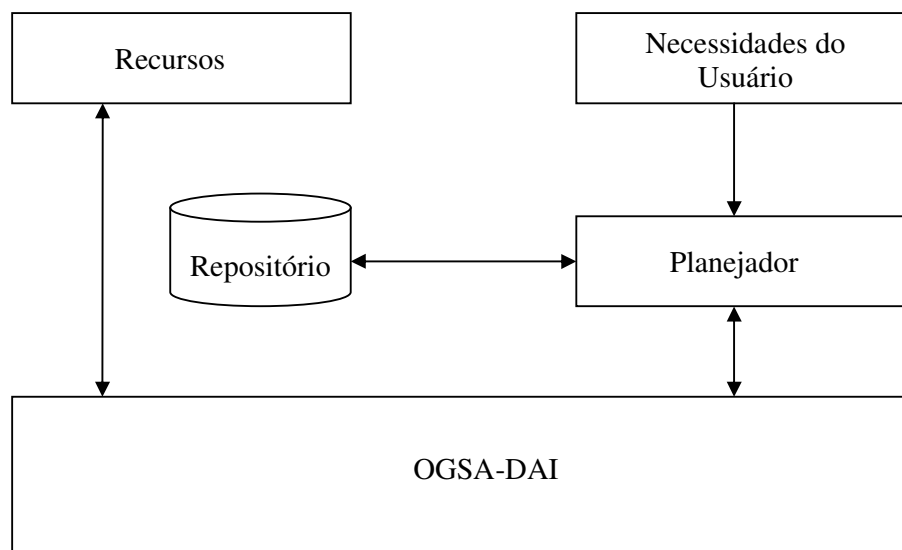 Recursos
Necessidades do
Usuário
Repositório
Planejador
OGSA-DAI